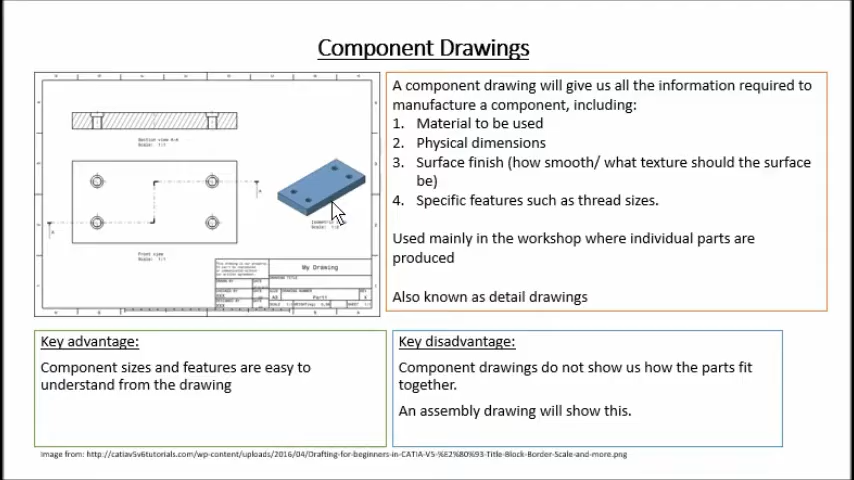 Component Drawings
Section view A-A
Scale: 1:1
A
A
Front view
Scale: 1:1
Scale:
My Drawing
DRAWING TITLE
A component drawing will give us all the information required to
manufacture a component, including:
1. Material to be used
2. Physical dimensions
3. Surface finish (how smooth/ what texture should the surface
be)
4. Specific features such as thread sizes.
Used mainly in the workshop where individual parts are
produced
Also known as detail drawings
Key advantage:
Component sizes and features are easy to
understand from the drawing
Key disadvantage:
Component drawings do not show us how the parts fit
together.
An assembly drawing will show this.
Image from: http://catiav5v6tutorials.com/wp-content/uploads/2016/04/Drafting-for-beginners-in-CATIA-V5-%E2%80%93-Title-Block-Border-Scale-and-more.png